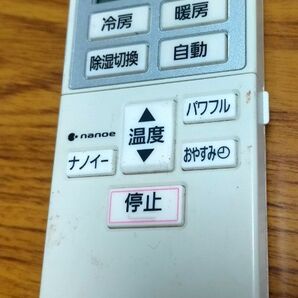 冷房 暖房
除湿切換 自動
パワフル
nanoe
▲
温度
▼
ナノイー おやすみ
停止